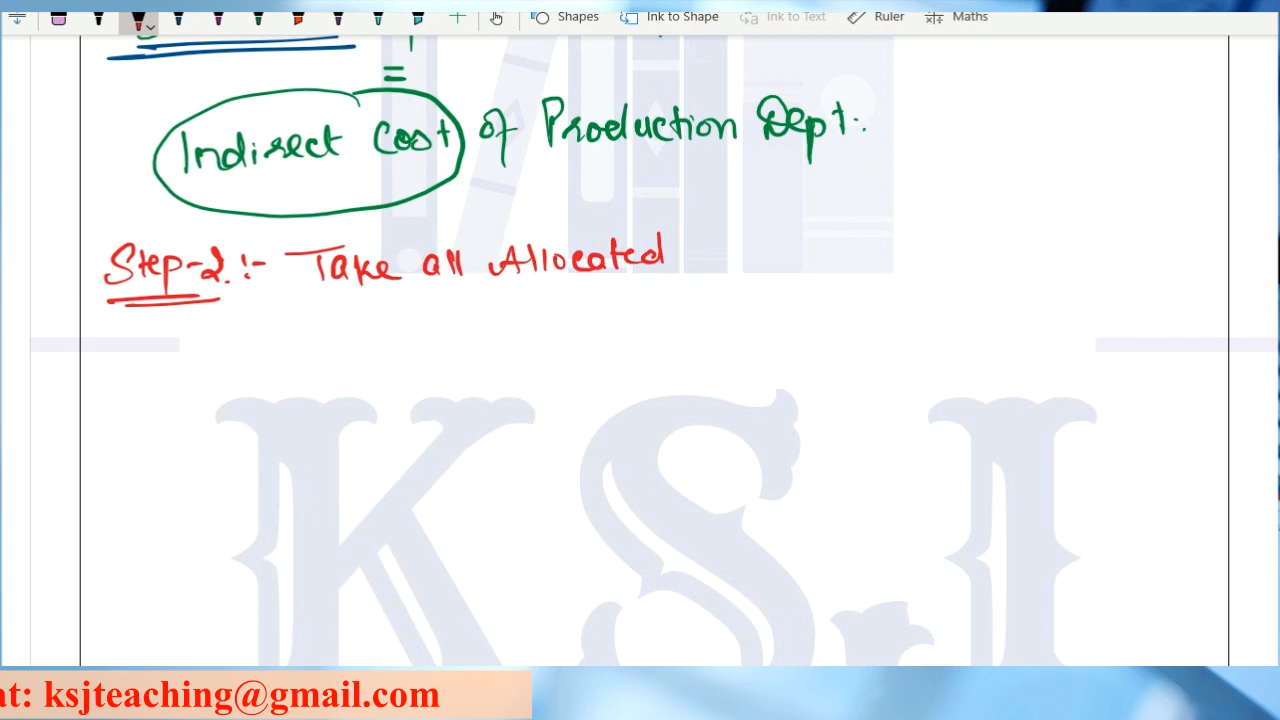 Shapes Ink to Shape Ink to Text Ruler Maths
=
Indirect Cost of Production Dept:
Step-2:- Take all Allocated
KSJ
at: ksjteaching@gmail.com